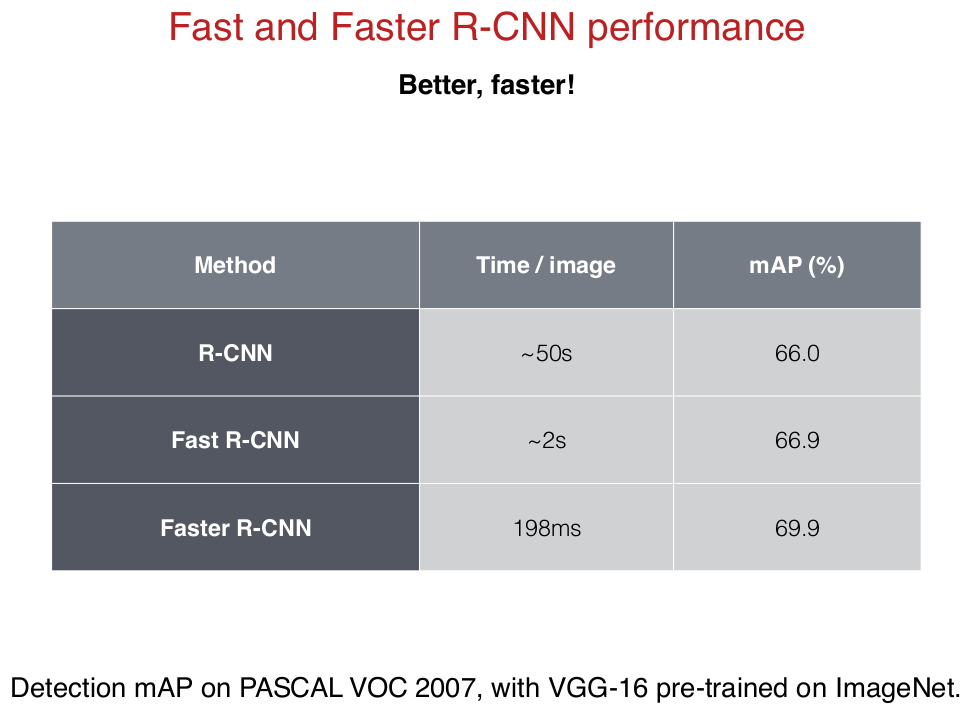 Fast and Faster R-CNN performance
Better, faster!
Method Time / image mAP (%)
R-CNN ~50s 66.0
Fast R-CNN ~2s 66.9
Faster R-CNN 198ms 69.9
Detection mAP on PASCAL VOC 2007, with VGG-16 pre-trained on ImageNet.